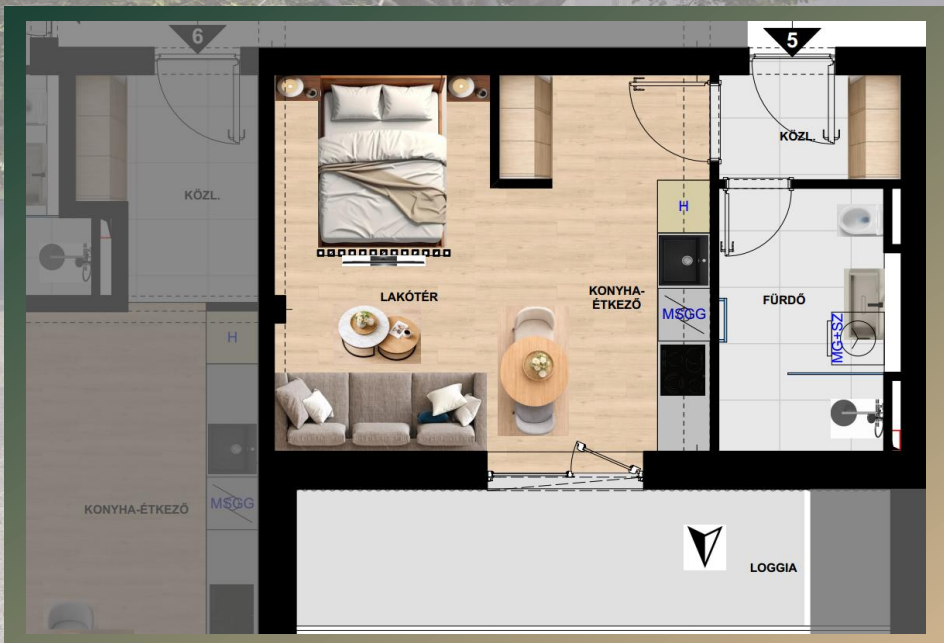 6
5
KÖZL.
KÖZL.
H
KONYHA-
ÉTKEZŐ
LAKÓTÉR
FÜRDŐ
MSGG
MG+SZ
H
MSGG
KONYHA-ÉTKEZŐ
LOGGIA